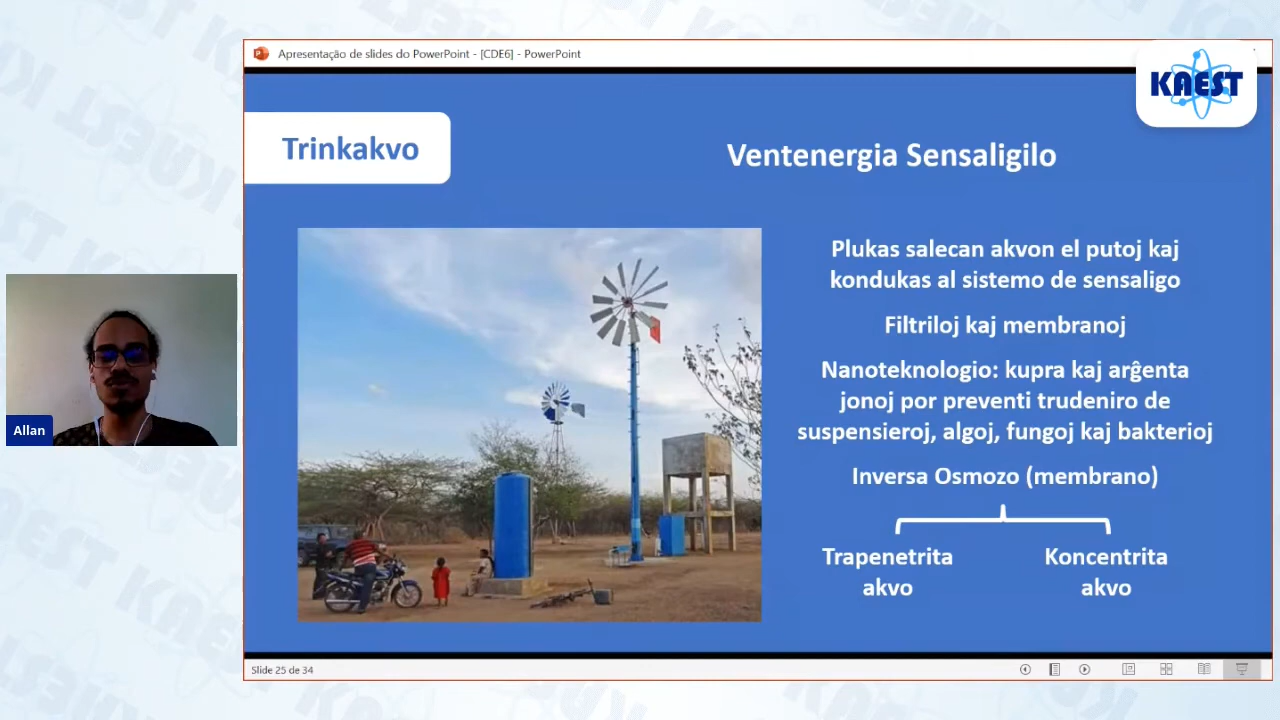 Apresentação de slides do PowerPoint - [CDE6] - PowerPoint
KAEST
Trinkakvo
Ventenergia Sensaligilo
Plukas salecan akvon el putoj kaj
kondukas al sistemo de sensaligo
Filtriloj kaj membranoj
Nanoteknologio: kupra kaj arĝenta
jonoj por preventi trudeniro de
suspensieroj, algoj, fungoj kaj bakterioj
Inversa Osmozo (membrano)
Trapenetrita
akvo
Koncentrita
akvo
Allan
Slide 25 de 34